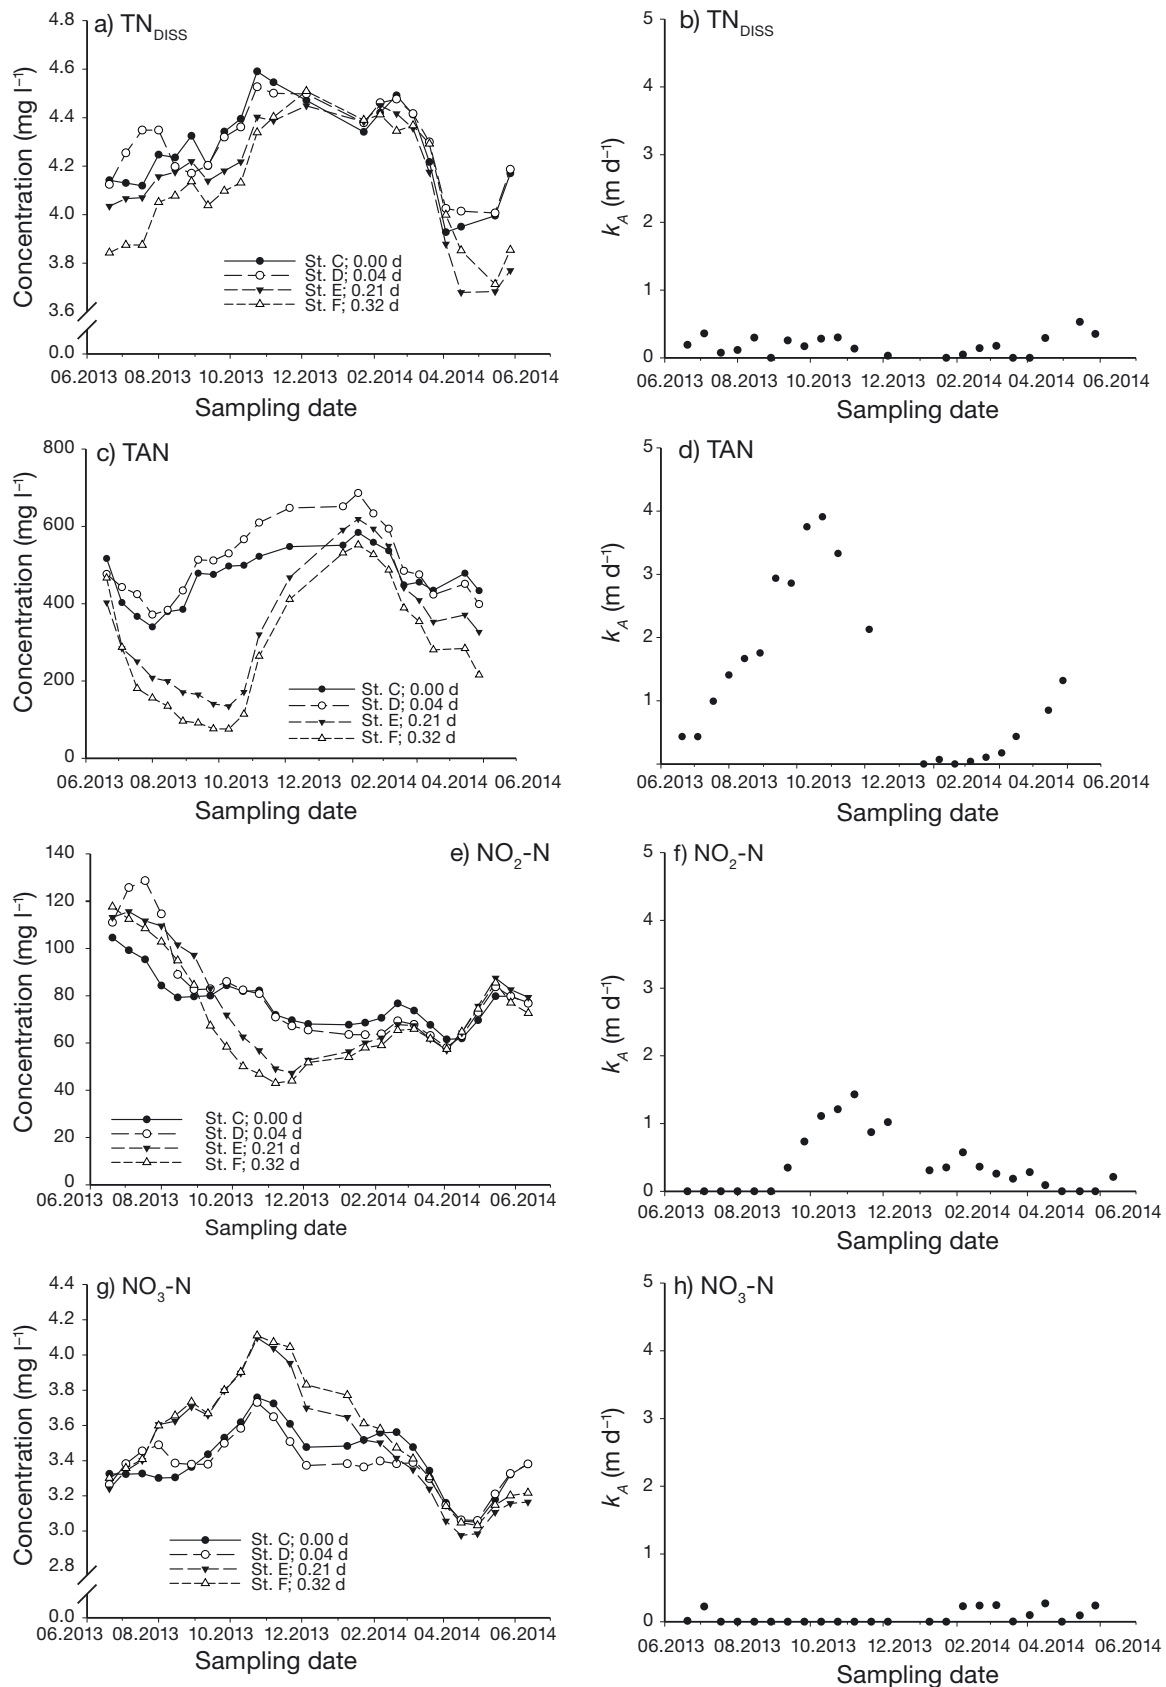 a) TN_DISS
Concentration (mg l⁻¹)
4.8
4.6
4.4
4.2
4.0
3.8
3.6
0.0
St. C; 0.00 d
St. D; 0.04 d
St. E; 0.21 d
St. F; 0.32 d
06.2013 08.2013 10.2013 12.2013 02.2014 04.2014 06.2014
Sampling date
b) TN_DISS
k_A (m d⁻¹)
5
4
3
2
1
0
06.2013 08.2013 10.2013 12.2013 02.2014 04.2014 06.2014
Sampling date
c) TAN
Concentration (mg l⁻¹)
800
600
400
200
0
St. C; 0.00 d
St. D; 0.04 d
St. E; 0.21 d
St. F; 0.32 d
06.2013 08.2013 10.2013 12.2013 02.2014 04.2014 06.2014
Sampling date
d) TAN
k_A (m d⁻¹)
5
4
3
2
1
06.2013 08.2013 10.2013 12.2013 02.2014 04.2014 06.2014
Sampling date
e) NO₂-N
Concentration (mg l⁻¹)
140
120
100
80
60
40
20
0
St. C; 0.00 d
St. D; 0.04 d
St. E; 0.21 d
St. F; 0.32 d
06.2013 08.2013 10.2013 12.2013 02.2014 04.2014 06.2014
Sampling date
f) NO₂-N
k_A (m d⁻¹)
5
4
3
2
1
0
06.2013 08.2013 10.2013 12.2013 02.2014 04.2014 06.2014
Sampling date
g) NO₃-N
Concentration (mg l⁻¹)
4.4
4.2
4.0
3.8
3.6
3.4
3.2
3.0
2.8
0.0
St. C; 0.00 d
St. D; 0.04 d
St. E; 0.21 d
St. F; 0.32 d
06.2013 08.2013 10.2013 12.2013 02.2014 04.2014 06.2014
Sampling date
h) NO₃-N
k_A (m d⁻¹)
5
4
3
2
1
0
06.2013 08.2013 10.2013 12.2013 02.2014 04.2014 06.2014
Sampling date